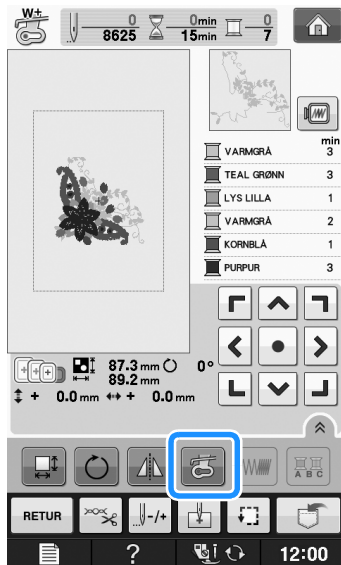 W+
0 0min 0
8625 15min 7
min
VARMGRÅ 3
TEAL GRØNN 3
LYS LILLA 1
VARMGRÅ 2
KORNBLÅ 1
PURPUR 3
87.3 mm 0°
89.2 mm
+ 0.0 mm + 0.0 mm
A B C
RETUR -/+
? 12:00